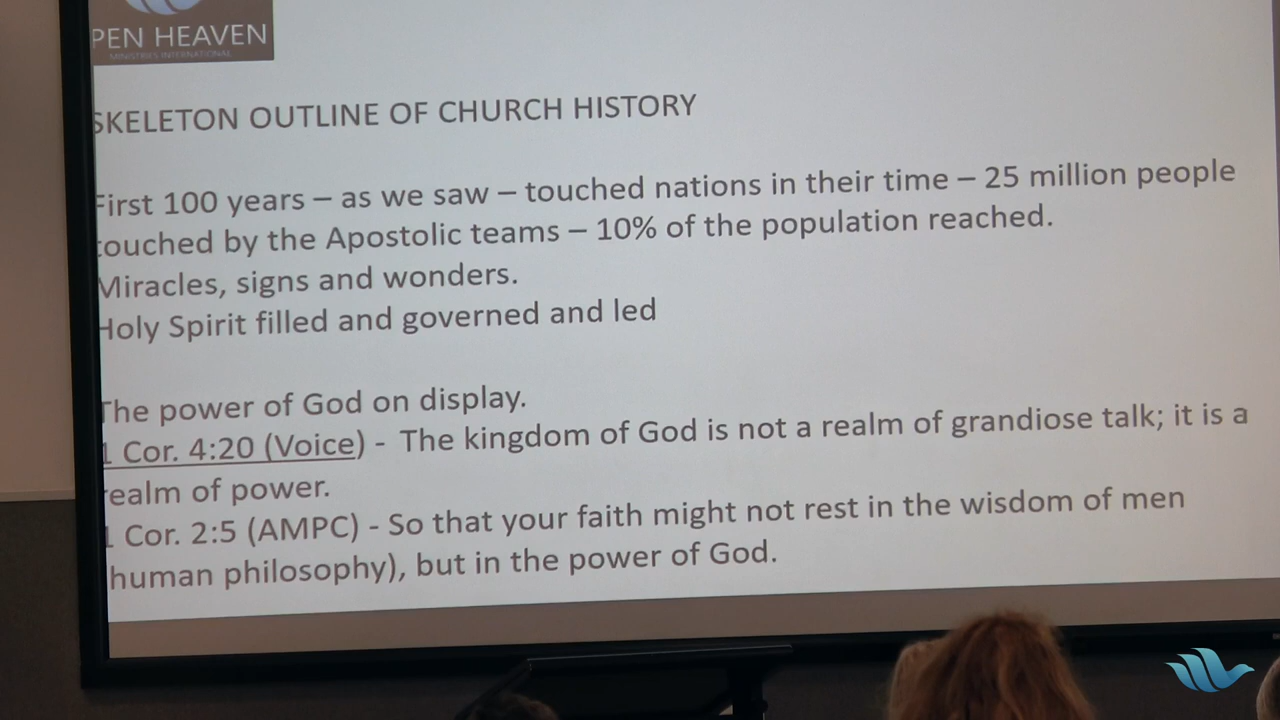 PEN HEAVEN
MINISTRIES INTERNATIONAL
SKELETON OUTLINE OF CHURCH HISTORY
First 100 years – as we saw – touched nations in their time – 25 million people
touched by the Apostolic teams – 10% of the population reached.
Miracles, signs and wonders.
Holy Spirit filled and governed and led
The power of God on display.
1 Cor. 4:20 (Voice) - The kingdom of God is not a realm of grandiose talk; it is a
realm of power.
1 Cor. 2:5 (AMPC) - So that your faith might not rest in the wisdom of men
human philosophy), but in the power of God.